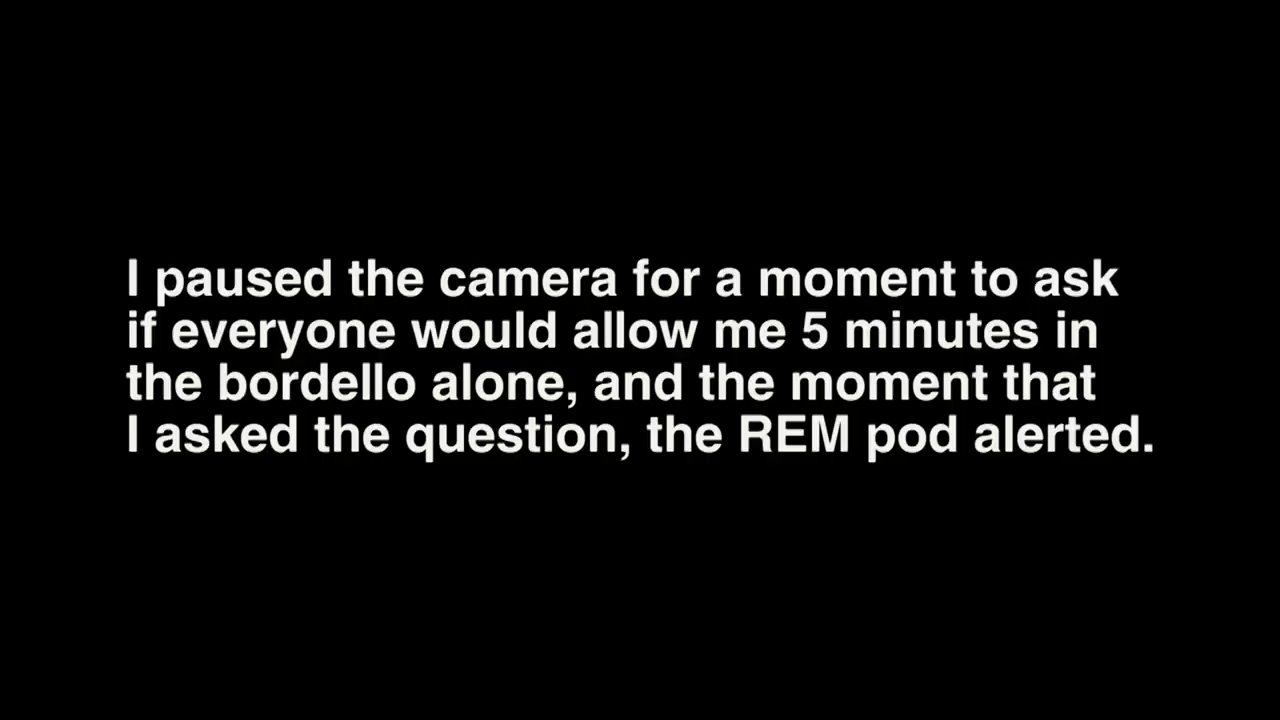 I paused the camera for a moment to ask
if everyone would allow me 5 minutes in
the bordello alone, and the moment that
I asked the question, the REM pod alerted.